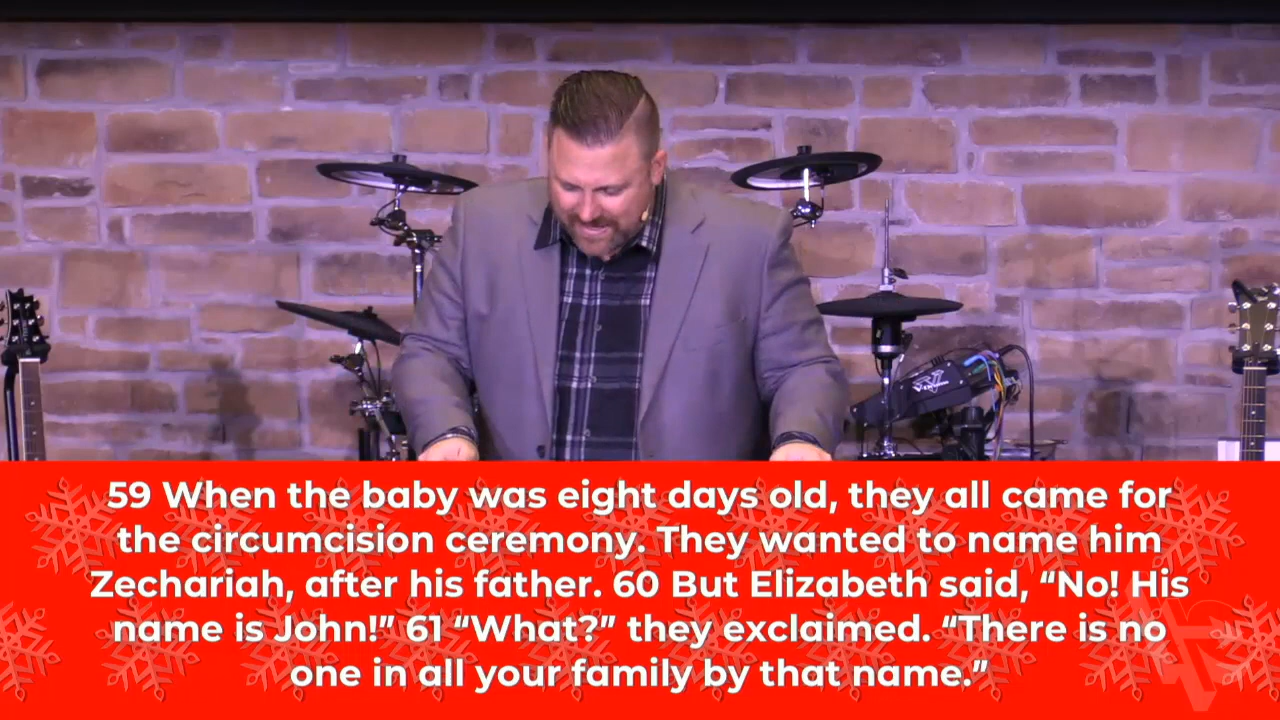 59 When the baby was eight days old, they all came for
the circumcision ceremony. They wanted to name him
Zechariah, after his father. 60 But Elizabeth said, “No! His
name is John!” 61 “What?” they exclaimed. “There is no
one in all your family by that name.”